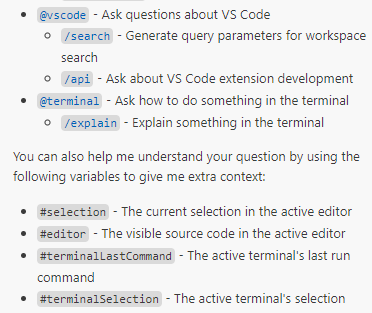 @vscode - Ask questions about VS Code
/search - Generate query parameters for workspace
search
/api - Ask about VS Code extension development
@terminal - Ask how to do something in the terminal
/explain - Explain something in the terminal
You can also help me understand your question by using the
following variables to give me extra context:
#selection - The current selection in the active editor
#editor - The visible source code in the active editor
#terminalLastCommand - The active terminal's last run
command
#terminalSelection - The active terminal's selection